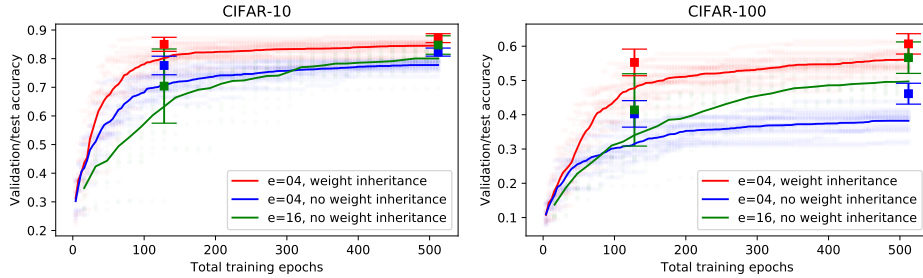 CIFAR-10
Validation/test accuracy
0.9
0.8
0.7
0.6
0.5
0.4
0.3
0.2
0 100 200 300 400 500
Total training epochs
e=04, weight inheritance
e=04, no weight inheritance
e=16, no weight inheritance
CIFAR-100
Validation/test accuracy
0.6
0.5
0.4
0.3
0.2
0.1
0 100 200 300 400 500
Total training epochs
e=04, weight inheritance
e=04, no weight inheritance
e=16, no weight inheritance